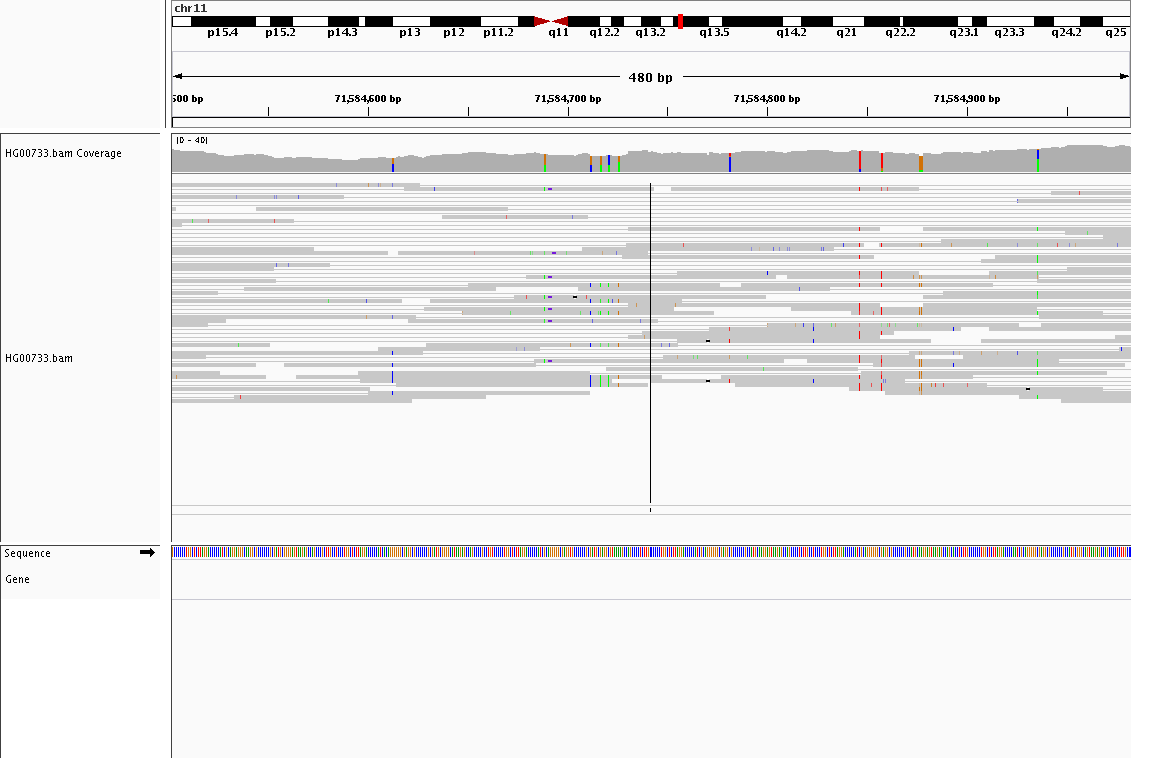 chr11
p15.4 p15.2 p14.3 p13 p12 p11.2 q11 q12.2 q13.2 q13.5 q14.2 q21 q22.2 q23.1 q23.3 q24.2 q25
480 bp
500 bp 71,584,600 bp 71,584,700 bp 71,584,800 bp 71,584,900 bp
[0 - 40]
HG00733.bam Coverage
HG00733.bam
Sequence
Gene